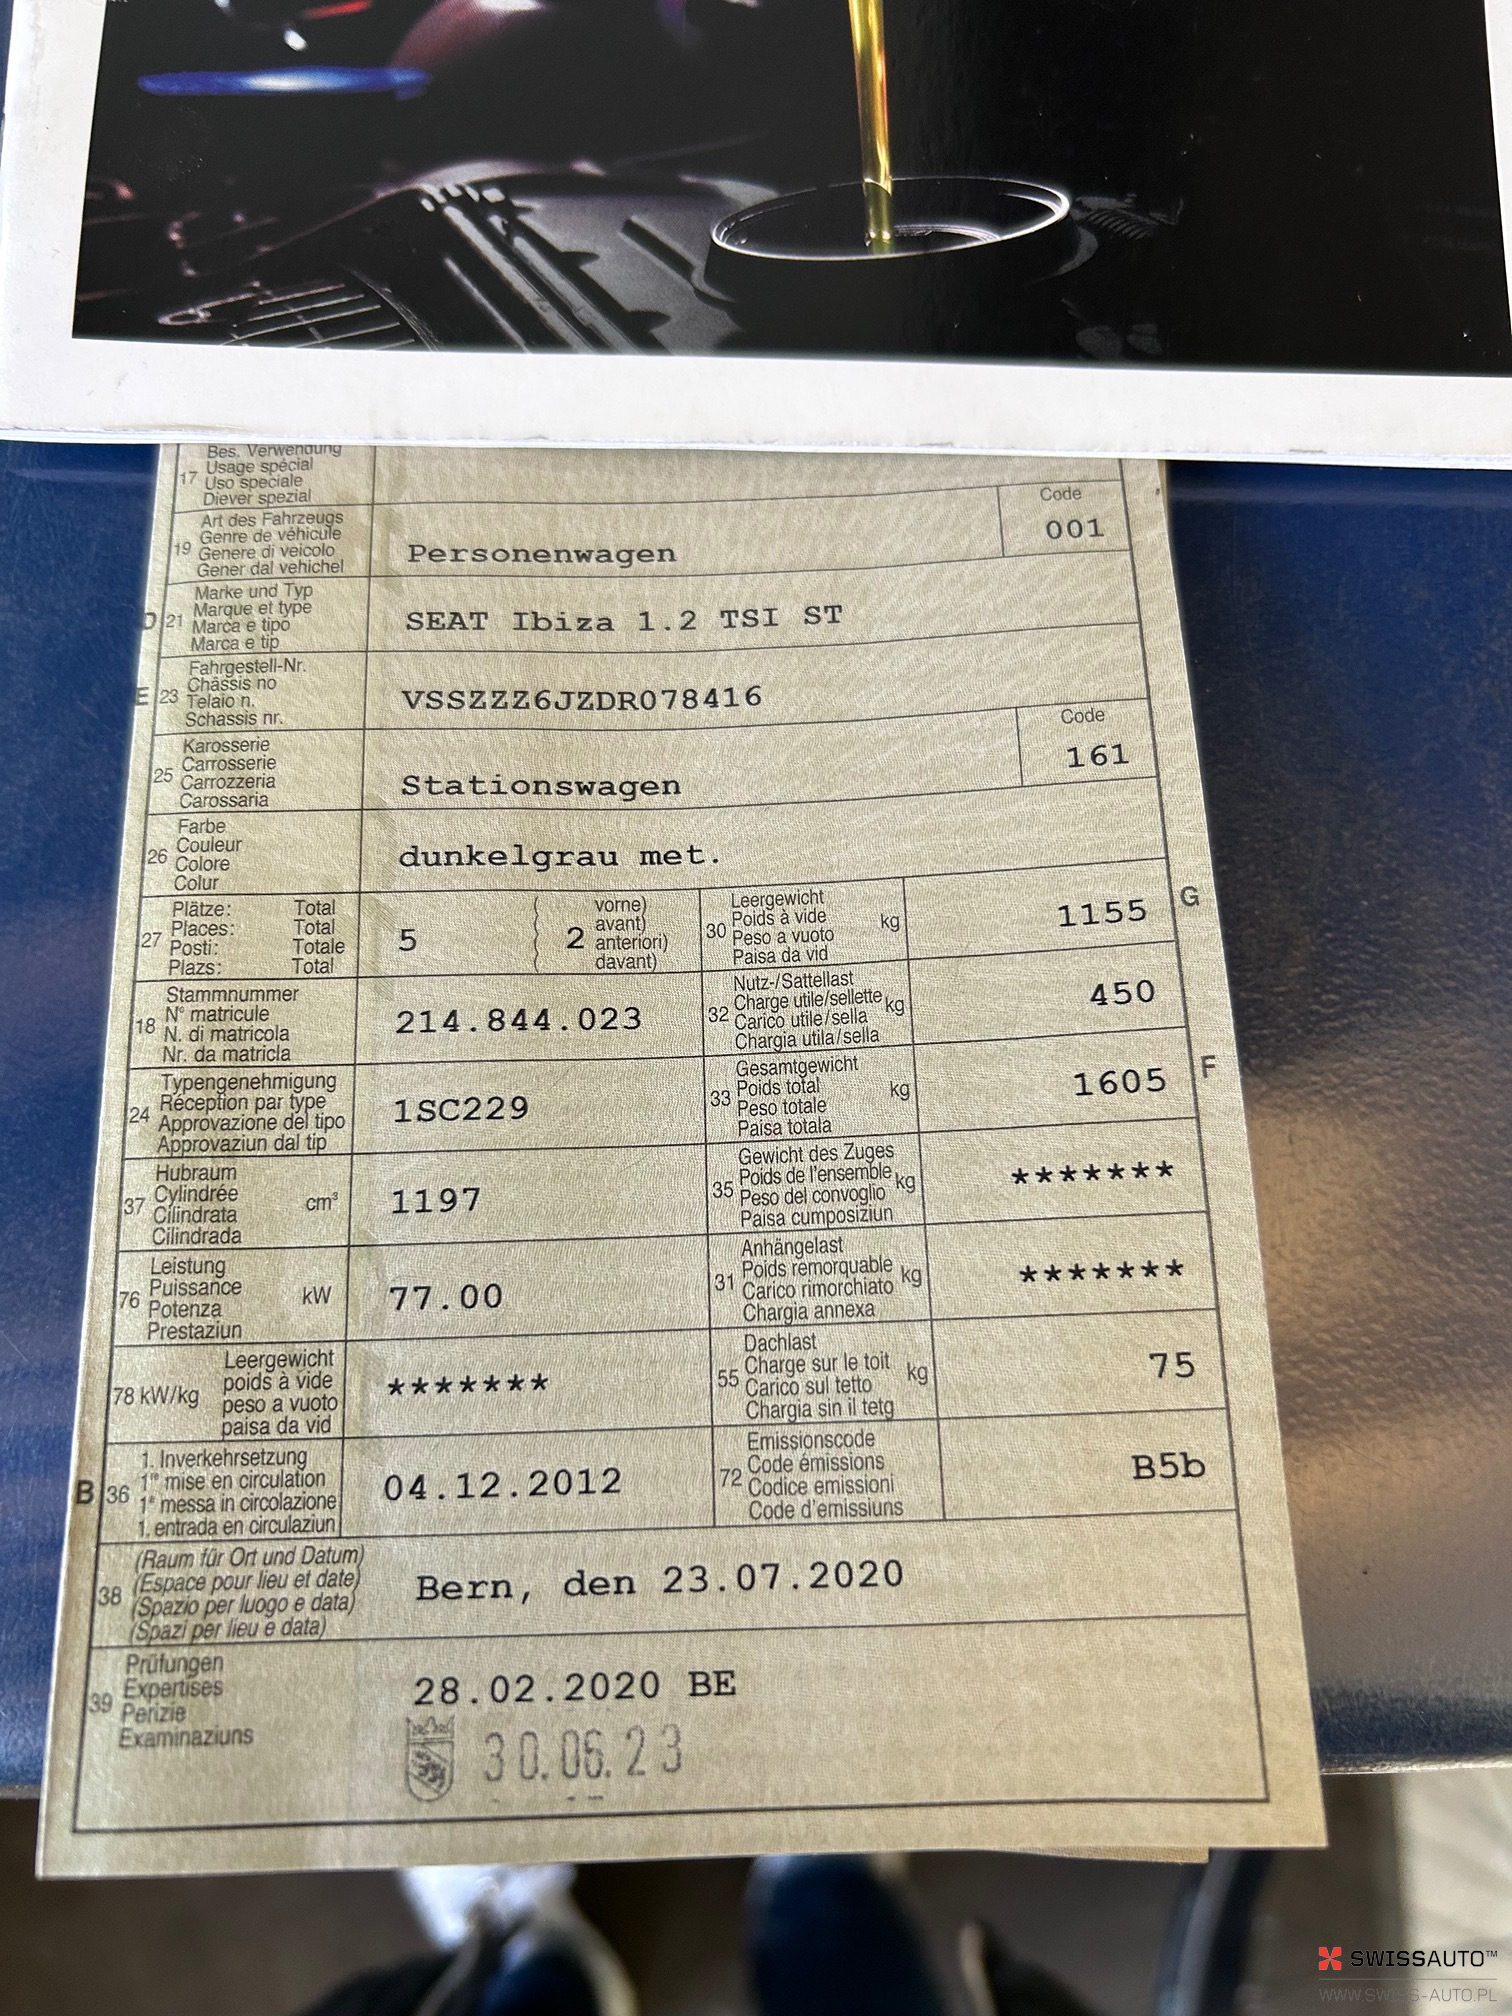 Bes. Verwendung
17 Usage spécial
Uso speciale
Diever spezial
Art des Fahrzeugs
19 Genre de véhicule
Genere di veicolo
Gener dal vehichel
Personenwagen
Code
001
Marke und Typ
D 21 Marque et type
Marca e tipo
Marca e tip
SEAT Ibiza 1.2 TSI ST
Fahrgestell-Nr.
E 23 Châssis no
Telaio n.
Schassis nr.
VSSZZZ6JZDR078416
Karosserie
25 Carrosserie
Carrozzeria
Carossaria
Stationswagen
Code
161
Farbe
26 Couleur
Colore
Colur
dunkelgrau met.
Plätze: Total
27 Places: Total
Posti: Totale
Plazs: Total
5
( vorne)
( 2 avant)
( anteriori)
( davant)
Leergewicht
30 Poids à vide kg
Peso a vuoto
Paisa da vid
1155 G
Stammnummer
18 N° matricule
N. di matricola
Nr. da matricla
214.844.023
Nutz-/Sattellast
32 Charge utile/sellette kg
Carico utile/sella
Chargia utila/sella
450
Typengenehmigung
24 Réception par type
Approvazione del tipo
Approvaziun dal tip
1SC229
Gesamtgewicht
33 Poids total kg
Peso totale
Paisa totala
1605 F
Hubraum
37 Cylindrée cm³
Cilindrata
Cilindrada
1197
Gewicht des Zuges
35 Poids de l'ensemble kg
Peso del convoglio
Paisa cumposiziun
*******
Leistung
76 Puissance kW
Potenza
Prestaziun
77.00
Anhängelast
31 Poids remorquable kg
Carico rimorchiato
Chargia annexa
*******
Leergewicht
78 kW/kg poids à vide
peso a vuoto
paisa da vid
*******
Dachlast
55 Charge sur le toit kg
Carico sul tetto
Chargia sin il tetg
75
1. Inverkehrsetzung
B 36 1re mise en circulation
1a messa in circolazione
1. entrada en circulaziun
04.12.2012
Emissionscode
72 Code émissions
Codice emissioni
Code d'emissiuns
B5b
(Raum für Ort und Datum)
38 (Espace pour lieu et date)
(Spazio per luogo e data)
(Spazi per lieu e data)
Bern, den 23.07.2020
Prüfungen
39 Expertises
Perizie
Examinaziuns
28.02.2020 BE
30.06.23
SWISSAUTO™
WWW.SWISS-AUTO.PL